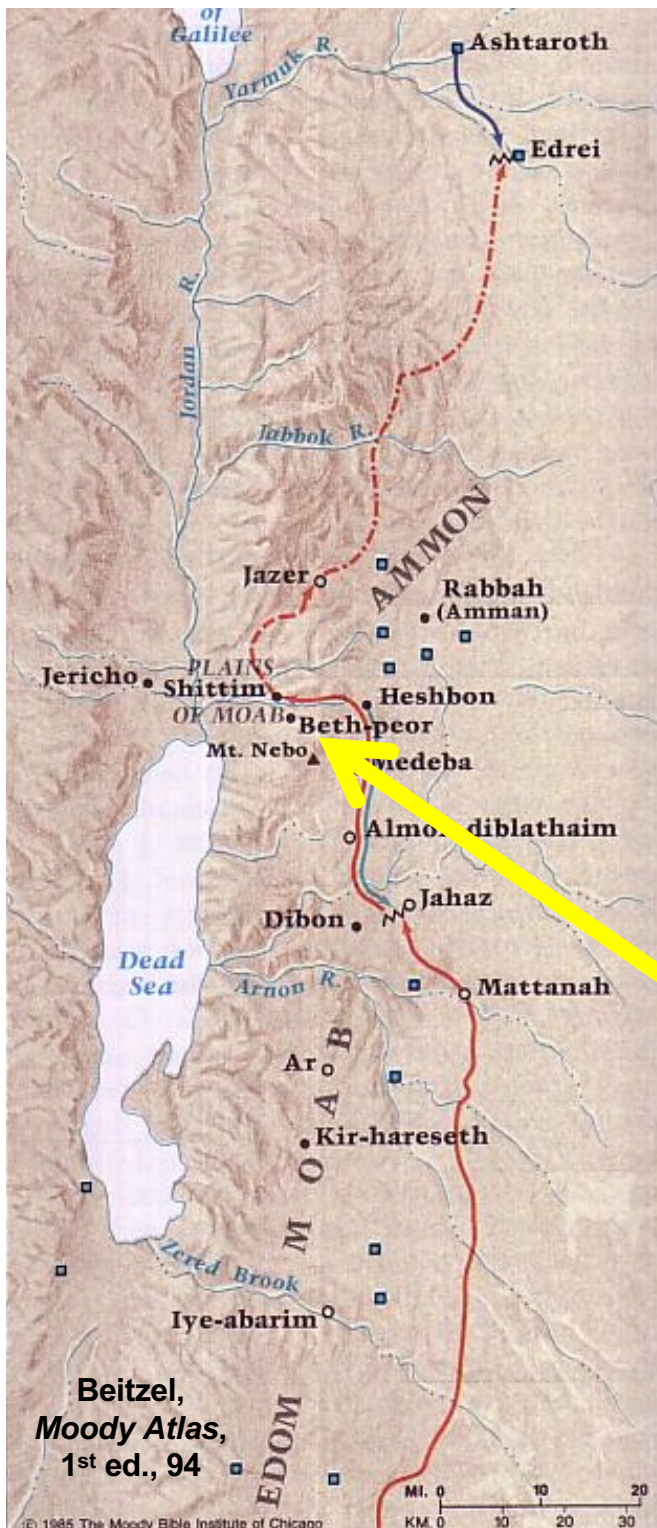 of
Galilee
Ashtaroth
Yarmuk R.
Edrei
Jordan R.
Jabbok R.
AMMON
Jazer
Rabbah
(Amman)
Jericho
PLAINS
Shittim
Heshbon
OF MOAB
Beth-peor
Mt. Nebo
Medeba
diblathaim
Jahaz
Dibon
Dead
Sea
Arnon R.
Mattanah
Ar
MOAB
Kir-hareseth
Zered Brook
Iye-abarim
Beitzel,
Moody Atlas,
1st ed., 94
EDOM
MI. 0 10 20
KM. 0 10 20 30
© 1985 The Moody Bible Institute of Chicago